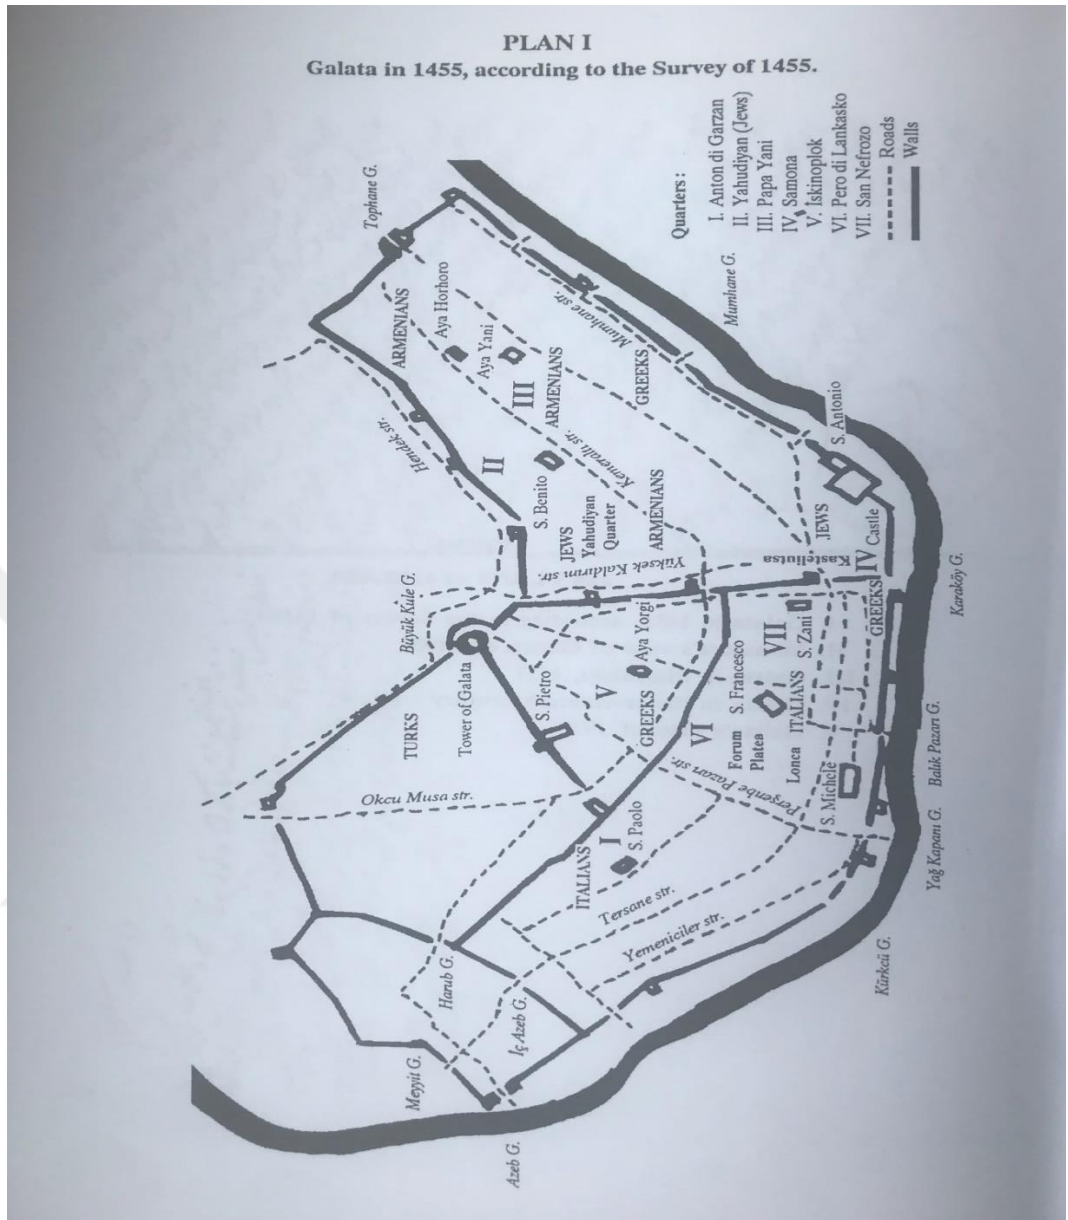 PLAN I
Galata in 1455, according to the Survey of 1455.
Quarters :
I. Anton di Garzan
II. Yahudiyan (Jews)
III. Papa Yani
IV. Samona
V. İskinoplok
VI. Pero di Lankasko
VII. San Nefrozo
Roads
Walls
Tophane G.
Mumhane G.
ARMENIANS
Aya Horhoro
Aya Yani
Mumhane str.
III
ARMENIANS
GREEKS
Hendek str.
II
Kemeraltı str.
S. Antonio
S. Benito
JEWS
Yahudiyan
Quarter
ARMENIANS
JEWS
Castle
Yüksek Kaldırım str.
Kasteliutsa
IV
Karaköy G.
Büyük Kule G.
GREEKS
Aya Yorgi
VII
S. Zani
TURKS
Tower of Galata
S. Pietro
V
GREEKS
VI
Forum
Platea
Lonca
S. Francesco
ITALIANS
Balık Pazarı G.
Okcu Musa str.
Perşenbe Pazarı str.
S. Michele
Yağ Kapanı G.
ITALIANS
I
S. Paolo
Tersane str.
Yemeniciler str.
Kürkcü G.
Harub G.
Iç Azeb G.
Meyyit G.
Azeb G.